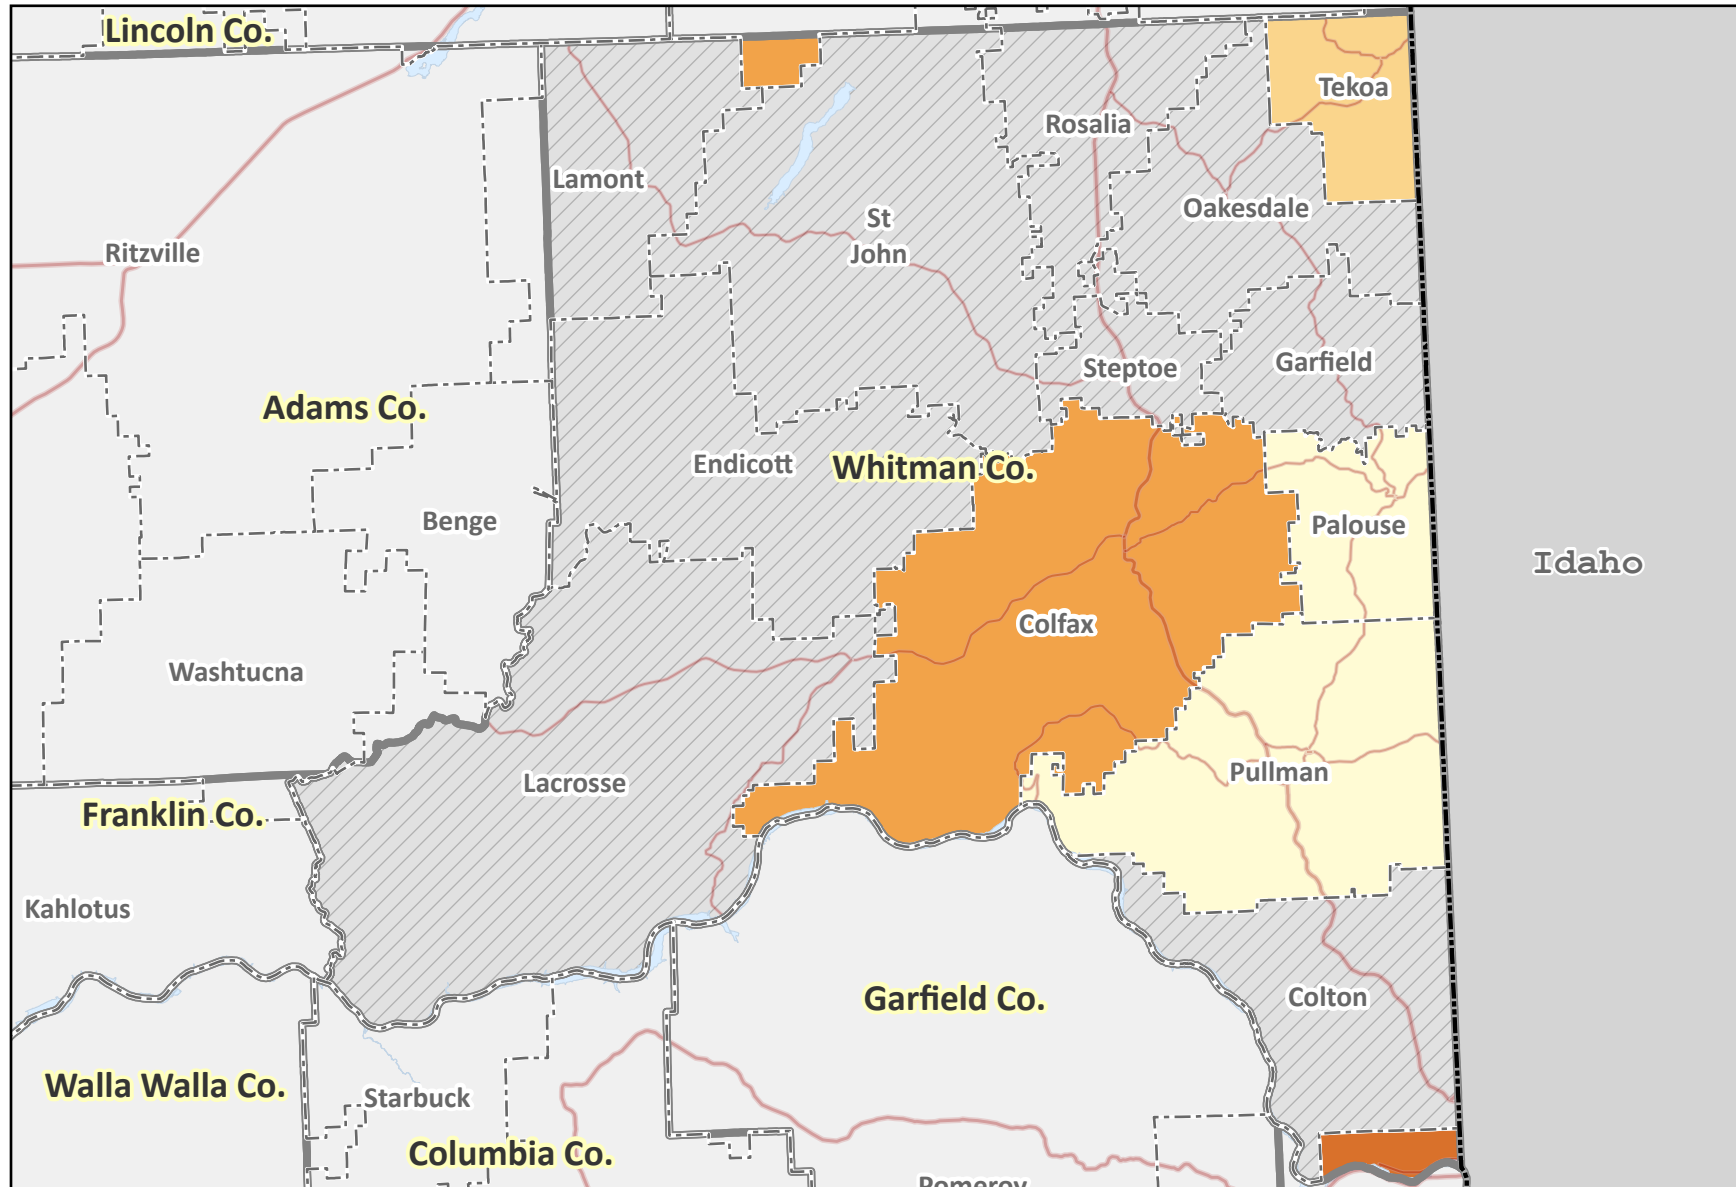 Lincoln Co.
Tekoa
Rosalia
Lamont
Oakesdale
St
John
Ritzville
Steptoe
Garfield
Adams Co.
Endicott
Whitman Co.
Benge
Palouse
Idaho
Colfax
Washtucna
Lacrosse
Pullman
Franklin Co.
Kahlotus
Garfield Co.
Colton
Walla Walla Co.
Starbuck
Columbia Co.
Pomeroy